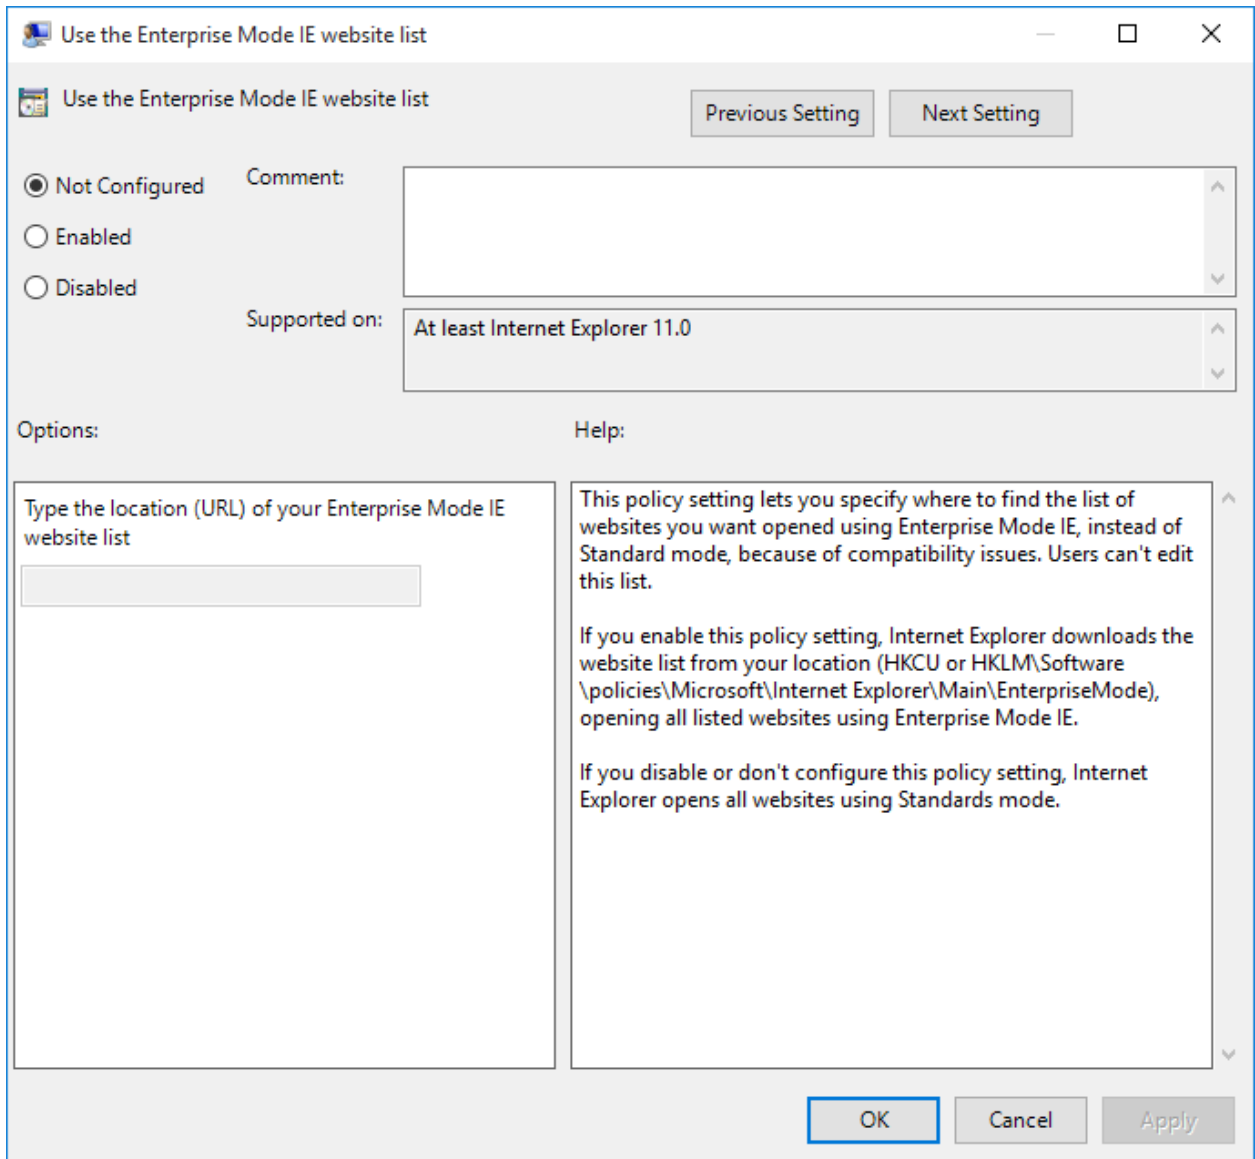 Use the Enterprise Mode IE website list
Use the Enterprise Mode IE website list
Previous Setting
Next Setting
Not Configured
Enabled
Disabled
Comment:
Supported on:
At least Internet Explorer 11.0
Options:
Help:
Type the location (URL) of your Enterprise Mode IE
website list
This policy setting lets you specify where to find the list of
websites you want opened using Enterprise Mode IE, instead of
Standard mode, because of compatibility issues. Users can't edit
this list.
If you enable this policy setting, Internet Explorer downloads the
website list from your location (HKCU or HKLM\Software
\policies\Microsoft\Internet Explorer\Main\EnterpriseMode),
opening all listed websites using Enterprise Mode IE.
If you disable or don't configure this policy setting, Internet
Explorer opens all websites using Standards mode.
OK
Cancel
Apply